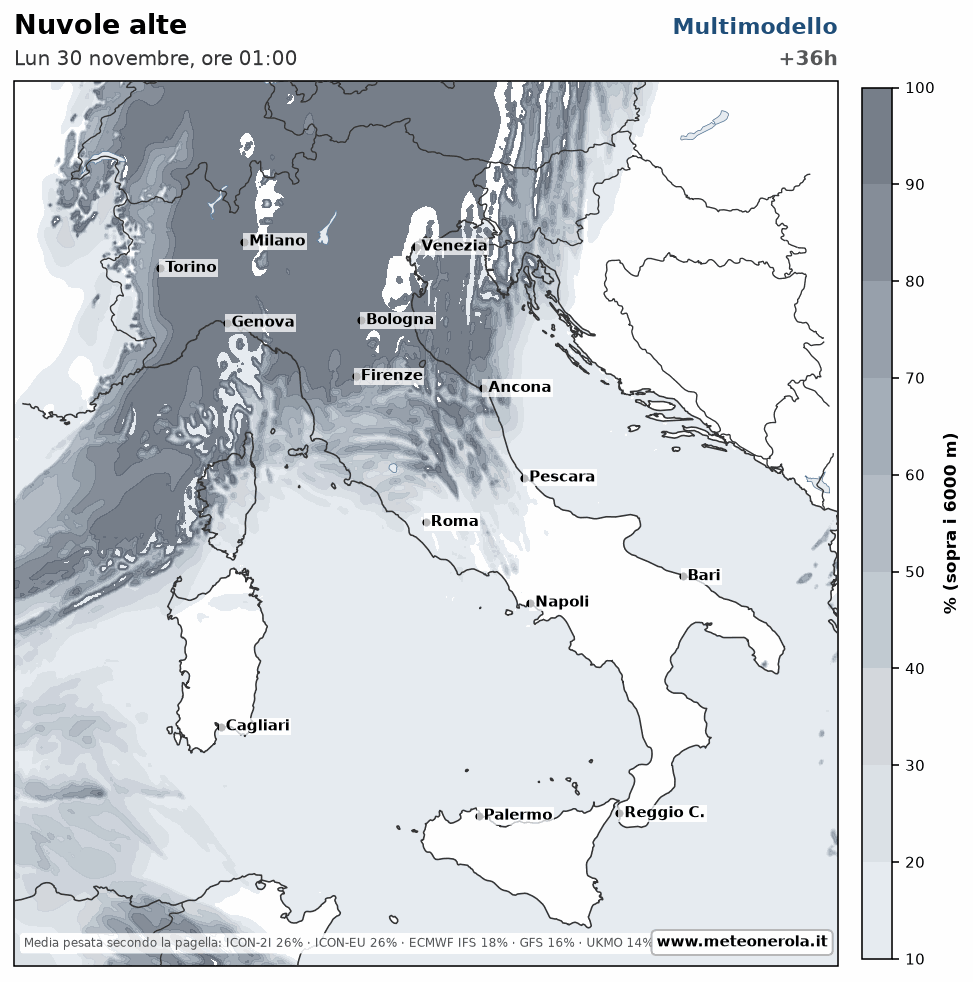 Nuvole alte
Multimodello
Lun 30 novembre, ore 01:00
+36h
100
90
80
70
60
50
40
30
20
10
% (sopra i 6000 m)
Milano
Venezia
Torino
Genova
Bologna
Firenze
Ancona
Pescara
Roma
Bari
Napoli
Cagliari
Palermo
Reggio C.
Media pesata secondo la pagella: ICON-2I 26% · ICON-EU 26% · ECMWF IFS 18% · GFS 16% · UKMO 14%
www.meteonerola.it